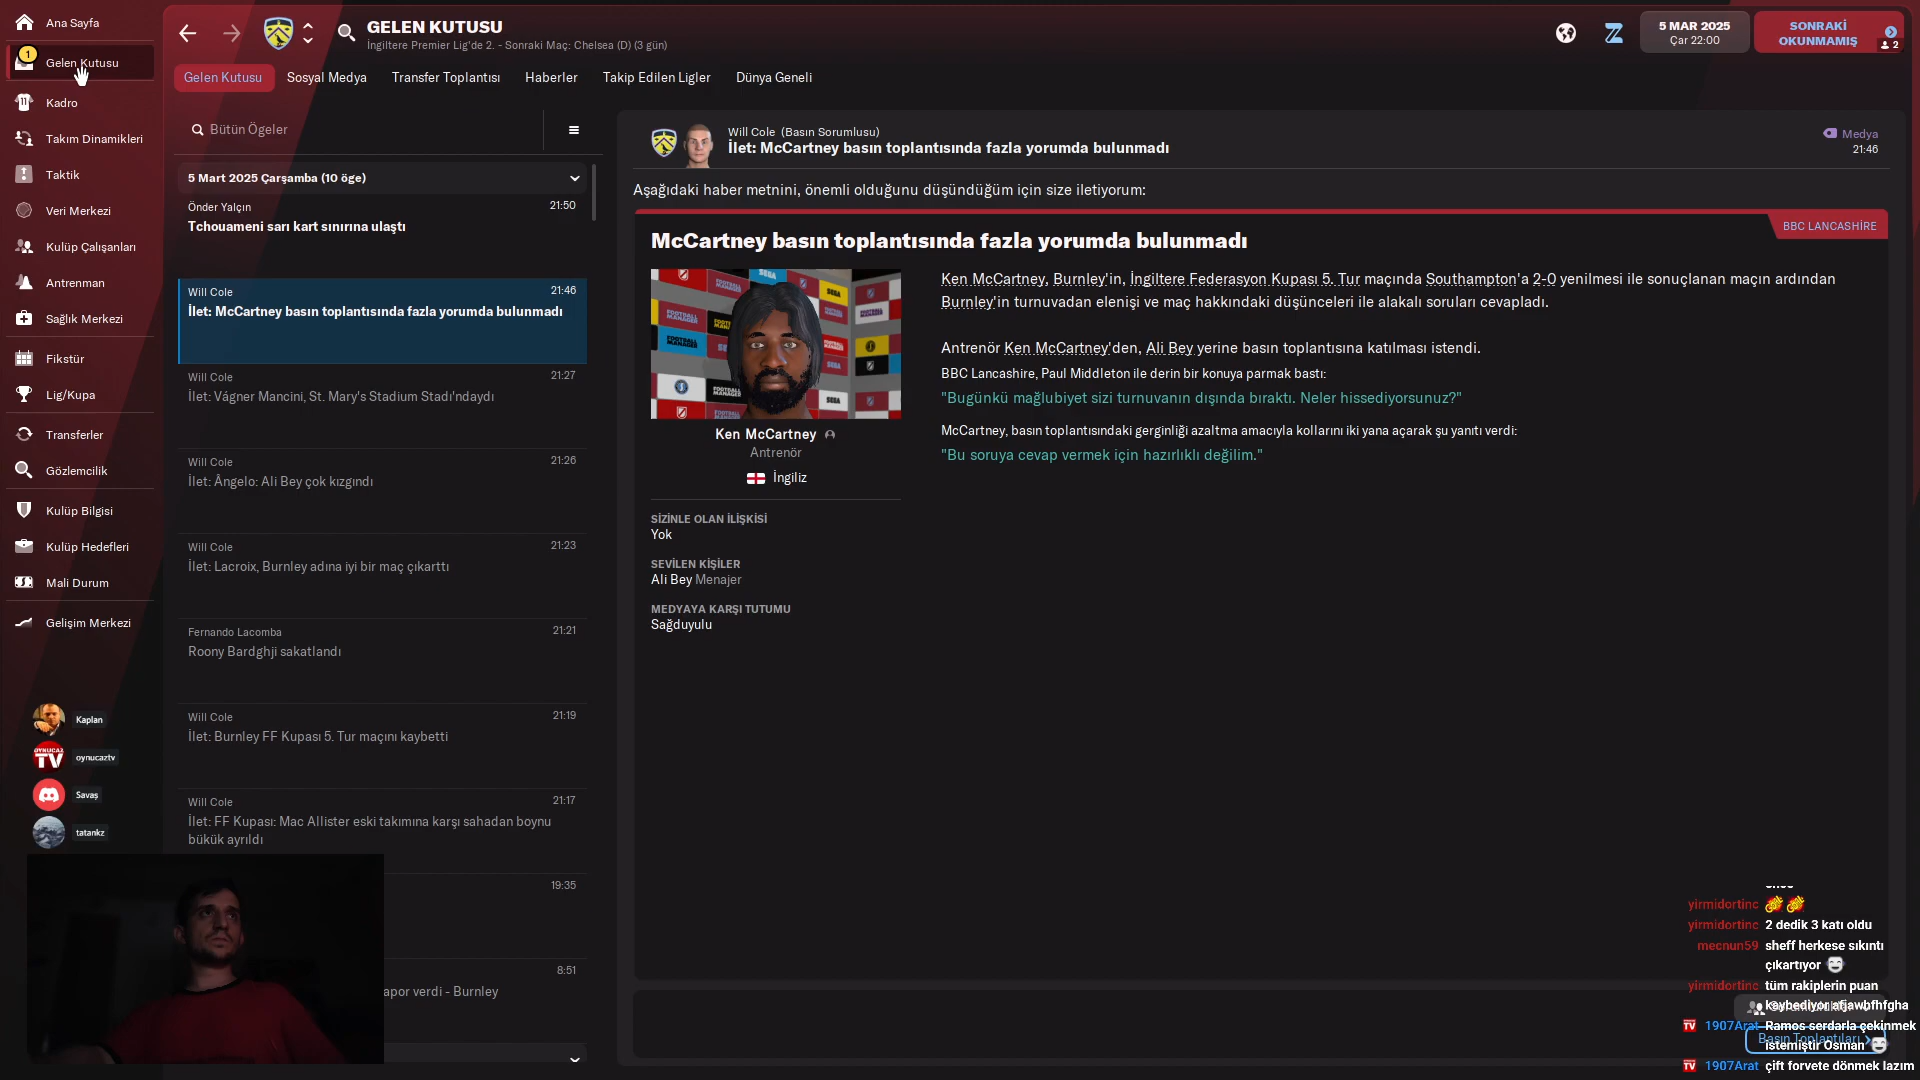 Ana Sayfa
1
Gelen Kutusu
Kadro
Takım Dinamikleri
Taktik
Veri Merkezi
Kulüp Çalışanları
Antrenman
Sağlık Merkezi
Fikstür
Lig/Kupa
Transferler
Gözlemcilik
Kulüp Bilgisi
Kulüp Hedefleri
Mali Durum
Gelişim Merkezi
Kaplan
OYNUCAZ TV
oynucaztv
Savaş
tatankz
GELEN KUTUSU
İngiltere Premier Lig'de 2. - Sonraki Maç: Chelsea (D) (3 gün)
5 MAR 2025
Çar 22:00
SONRAKİ
OKUNMAMIŞ
2
Gelen Kutusu
Sosyal Medya
Transfer Toplantısı
Haberler
Takip Edilen Ligler
Dünya Geneli
Bütün Ögeler
5 Mart 2025 Çarşamba (10 öge)
Önder Yalçın 21:50
Tchouameni sarı kart sınırına ulaştı
Will Cole 21:46
İlet: McCartney basın toplantısında fazla yorumda bulunmadı
Will Cole 21:27
İlet: Vágner Mancini, St. Mary's Stadium Stadı'ndaydı
Will Cole 21:26
İlet: Ângelo: Ali Bey çok kızgındı
Will Cole 21:23
İlet: Lacroix, Burnley adına iyi bir maç çıkarttı
Fernando Lacomba 21:21
Roony Bardghji sakatlandı
Will Cole 21:19
İlet: Burnley FF Kupası 5. Tur maçını kaybetti
Will Cole 21:17
İlet: FF Kupası: Mac Allister eski takımına karşı sahadan boynu
bükük ayrıldı
19:35
8:51
apor verdi - Burnley
Will Cole (Basın Sorumlusu)
İlet: McCartney basın toplantısında fazla yorumda bulunmadı
Medya
21:46
Aşağıdaki haber metnini, önemli olduğunu düşündüğüm için size iletiyorum:
BBC LANCASHİRE
McCartney basın toplantısında fazla yorumda bulunmadı
Ken McCartney
Antrenör
İngiliz
SİZİNLE OLAN İLİŞKİSİ
Yok
SEVİLEN KİŞİLER
Ali Bey Menajer
MEDYAYA KARŞI TUTUMU
Sağduyulu
Ken McCartney, Burnley'in, İngiltere Federasyon Kupası 5. Tur maçında Southampton'a 2-0 yenilmesi ile sonuçlanan maçın ardından
Burnley'in turnuvadan elenişi ve maç hakkındaki düşünceleri ile alakalı soruları cevapladı.
Antrenör Ken McCartney'den, Ali Bey yerine basın toplantısına katılması istendi.
BBC Lancashire, Paul Middleton ile derin bir konuya parmak bastı:
"Bugünkü mağlubiyet sizi turnuvanın dışında bıraktı. Neler hissediyorsunuz?"
McCartney, basın toplantısındaki gerginliği azaltma amacıyla kollarını iki yana açarak şu yanıtı verdi:
"Bu soruya cevap vermek için hazırlıklı değilim."
yirmidortinc
yirmidortinc 2 dedik 3 katı oldu
mecnun59 sheff herkese sıkıntı
çıkartıyor
yirmidortinc tüm rakiplerin puan
kaybediyor afjawbfhfgha
TV 1907Arat Ramos serdarla çekinmek
istemiştir Osman
Basın Toplantıları
TV 1907Arat çift forvete dönmek lazım